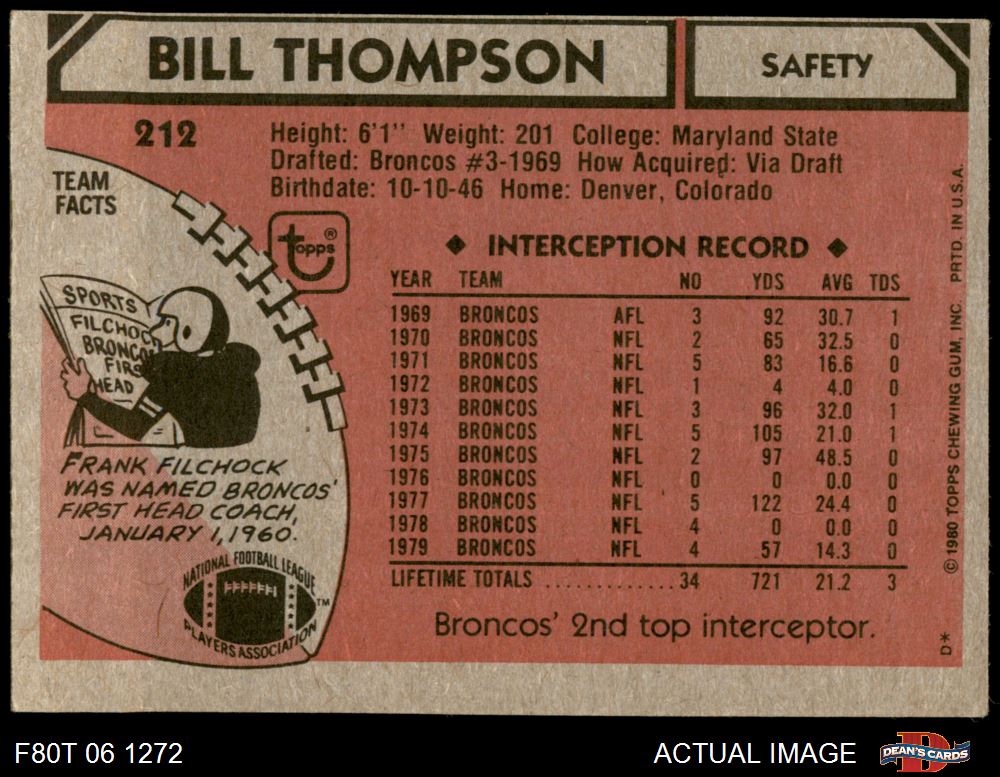 BILL THOMPSON
SAFETY
212
Height: 6'1" Weight: 201 College: Maryland State
Drafted: Broncos #3-1969 How Acquired: Via Draft
Birthdate: 10-10-46 Home: Denver, Colorado
TEAM
FACTS
topps®
SPORTS
FILCHOCK
BRONCO
FIRS
HEAD
FRANK FILCHOCK
WAS NAMED BRONCOS'
FIRST HEAD COACH,
JANUARY 1, 1960.
NATIONAL FOOTBALL LEAGUE
PLAYERS ASSOCIATION
TM
◆ INTERCEPTION RECORD ◆
YEAR TEAM NO YDS AVG TDS
1969 BRONCOS AFL 3 92 30.7 1
1970 BRONCOS NFL 2 65 32.5 0
1971 BRONCOS NFL 5 83 16.6 0
1972 BRONCOS NFL 1 4 4.0 0
1973 BRONCOS NFL 3 96 32.0 1
1974 BRONCOS NFL 5 105 21.0 1
1975 BRONCOS NFL 2 97 48.5 0
1976 BRONCOS NFL 0 0 0.0 0
1977 BRONCOS NFL 5 122 24.4 0
1978 BRONCOS NFL 4 0 0.0 0
1979 BRONCOS NFL 4 57 14.3 0
LIFETIME TOTALS ............ 34 721 21.2 3
Broncos' 2nd top interceptor.
©1980 TOPPS CHEWING GUM, INC. PRTD. IN U.S.A.
D*
F80T 06 1272
ACTUAL IMAGE
DEAN'S CARDS